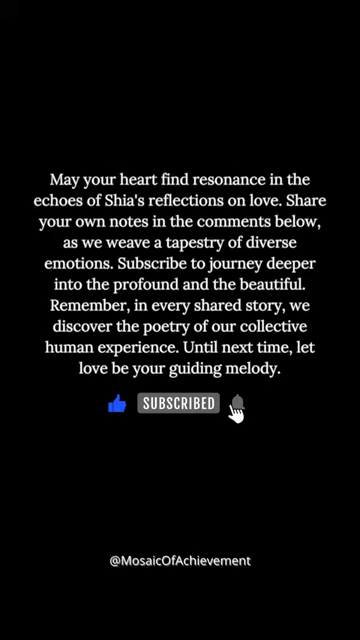 May your heart find resonance in the
echoes of Shia's reflections on love. Share
your own notes in the comments below,
as we weave a tapestry of diverse
emotions. Subscribe to journey deeper
into the profound and the beautiful.
Remember, in every shared story, we
discover the poetry of our collective
human experience. Until next time, let
love be your guiding melody.
SUBSCRIBED
@MosaicOfAchievement